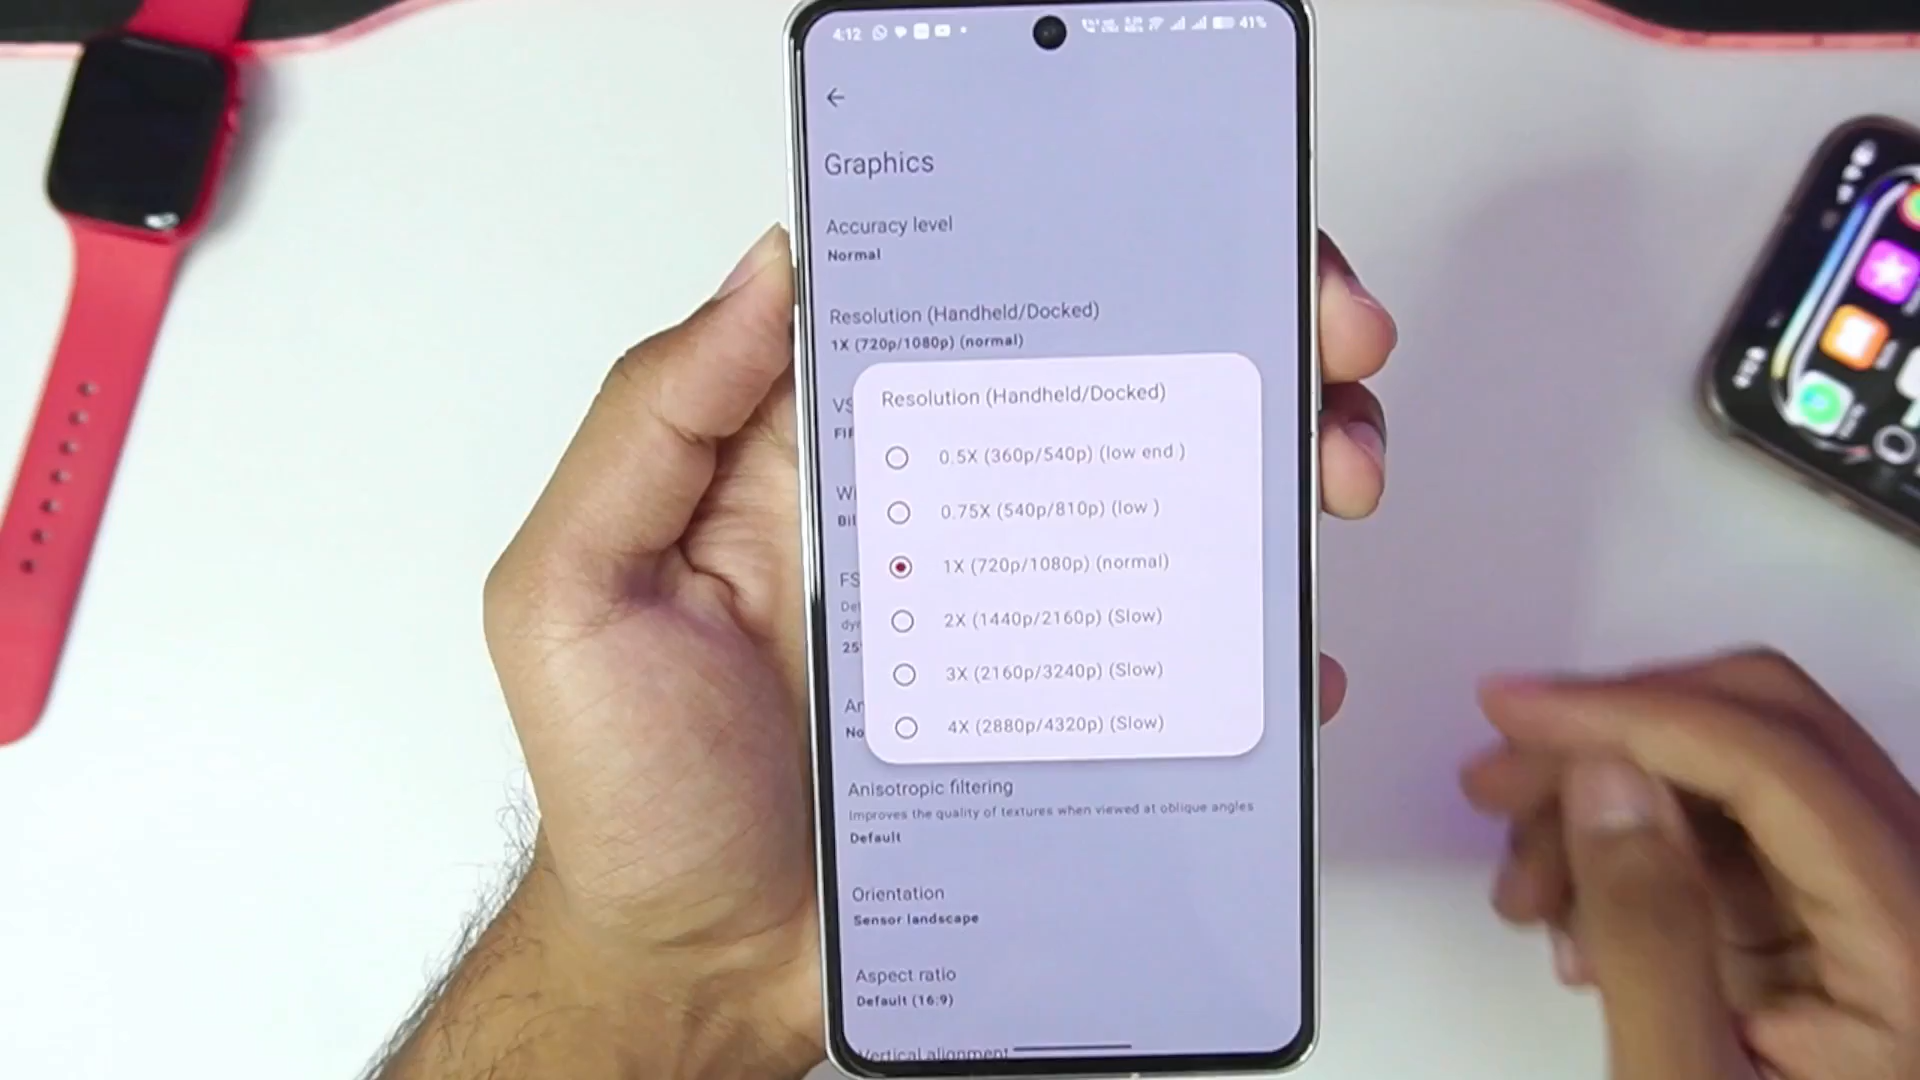 4:12
41%
Graphics
Accuracy level
Normal
Resolution (Handheld/Docked)
1X (720p/1080p) (normal)
Resolution (Handheld/Docked)
0.5X (360p/540p) (low end )
0.75X (540p/810p) (low )
1X (720p/1080p) (normal)
2X (1440p/2160p) (Slow)
3X (2160p/3240p) (Slow)
4X (2880p/4320p) (Slow)
Anisotropic filtering
Improves the quality of textures when viewed at oblique angles
Default
Orientation
Sensor landscape
Aspect ratio
Default (16:9)
Vertical alignment